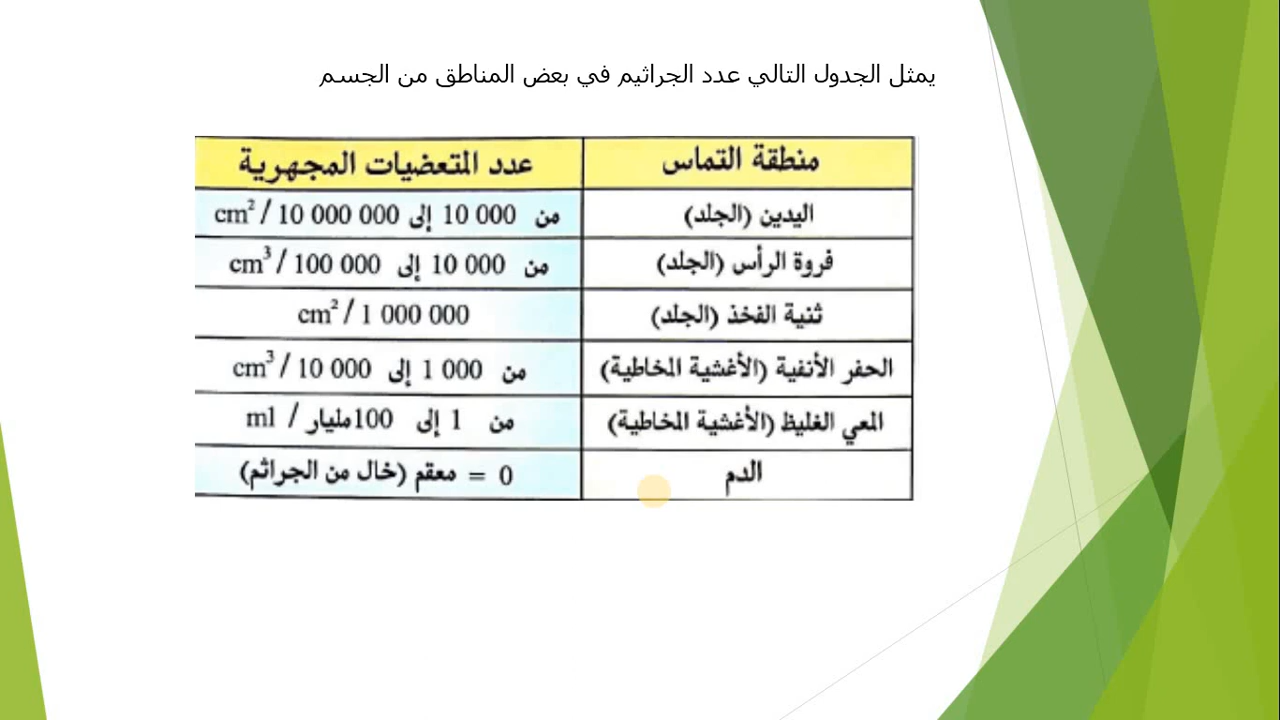 يمثل الجدول التالي عدد الجراثيم في بعض المناطق من الجسم
منطقة التماس عدد المتعضيات المجهرية
اليدين (الجلد) من 10 000 إلى 10 000 000 / cm²
فروة الرأس (الجلد) من 10 000 إلى 100 000 / cm³
ثنية الفخذ (الجلد) 1 000 000 / cm²
الحفر الأنفية (الأغشية المخاطية) من 1 000 إلى 10 000 / cm³
المعي الغليظ (الأغشية المخاطية) من 1 إلى 100مليار / ml
الدم 0 = معقم (خال من الجراثم)